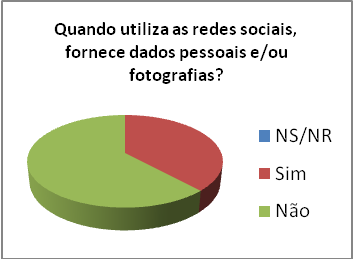 Quando utiliza as redes sociais,
fornece dados pessoais e/ou
fotografias?
NS/NR
Sim
Não